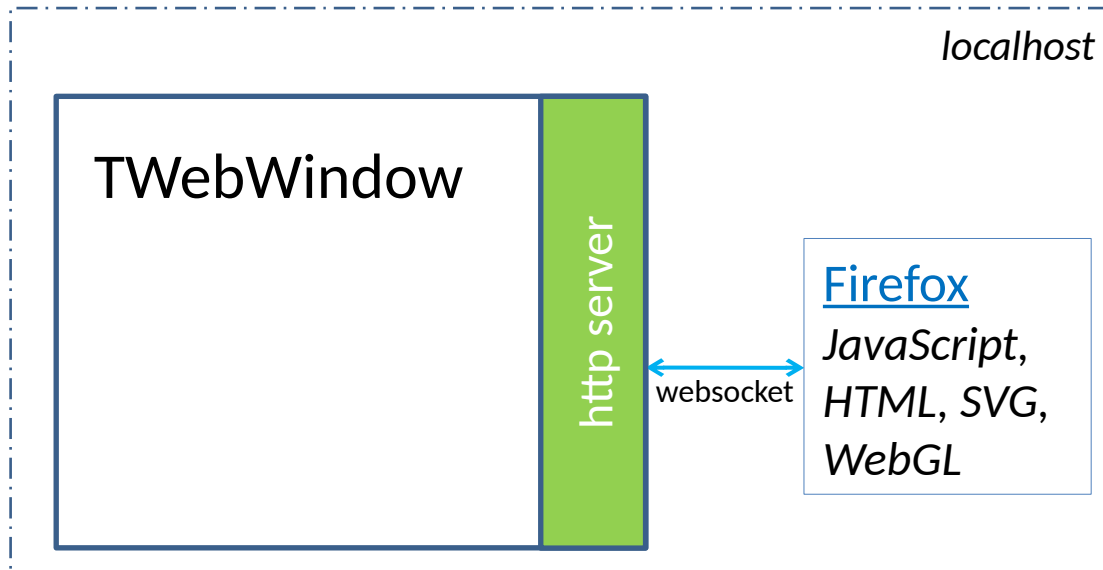 localhost
TWebWindow
http server
websocket
Firefox
JavaScript,
HTML, SVG,
WebGL